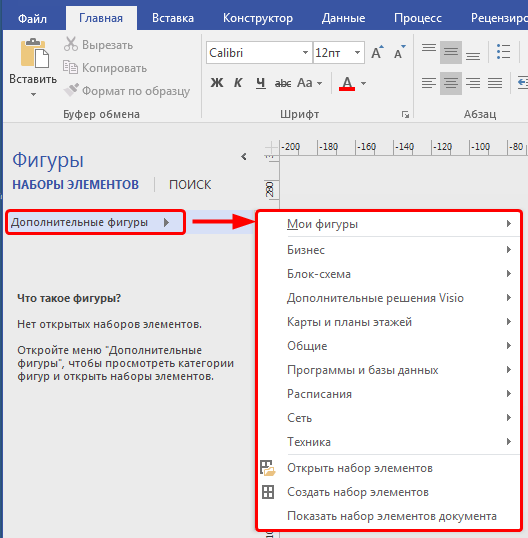 Файл Главная Вставка Конструктор Данные Процесс Рецензиро
Вставить
Вырезать
Копировать
Формат по образцу
Буфер обмена
Calibri 12пт A A
Ж К Ч abc Aa A
Шрифт
Абзац
Фигуры
НАБОРЫ ЭЛЕМЕНТОВ ПОИСК
-200 -180 -160 -140 -120 -100 -80
280
Дополнительные фигуры
Что такое фигуры?
Нет открытых наборов элементов.
Откройте меню "Дополнительные
фигуры", чтобы просмотреть категории
фигур и открыть наборы элементов.
Мои фигуры
Бизнес
Блок-схема
Дополнительные решения Visio
Карты и планы этажей
Общие
Программы и базы данных
Расписания
Сеть
Техника
Открыть набор элементов
Создать набор элементов
Показать набор элементов документа